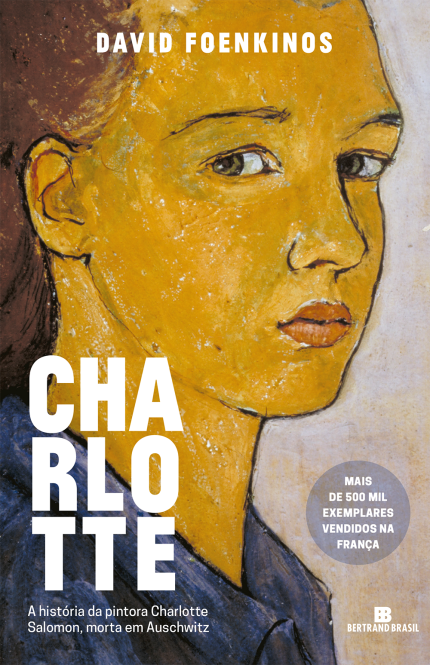 DAVID FOENKINOS
CHA
RLO
TTE
A história da pintora Charlotte
Salomon, morta em Auschwitz
MAIS
DE 500 MIL
EXEMPLARES
VENDIDOS NA
FRANÇA
BB
BERTRAND BRASIL